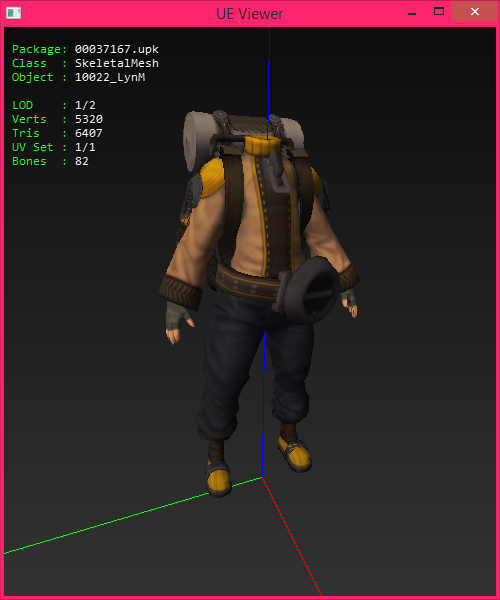 UE Viewer
Package: 00037167.upk
Class : SkeletalMesh
Object : 10022_LynM
LOD : 1/2
Verts : 5320
Tris : 6407
UV Set : 1/1
Bones : 82